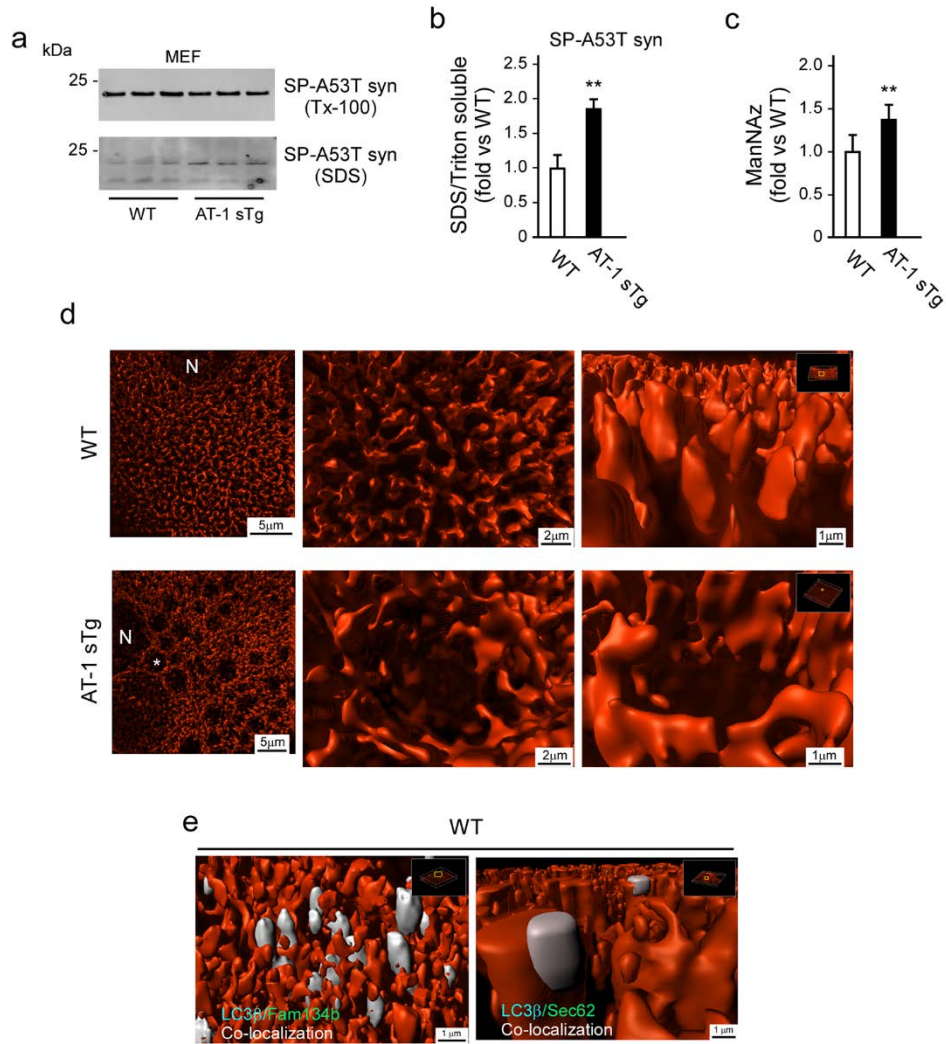 a
kDa
MEF
25 -
SP-A53T syn
(Tx-100)
25
-
SP-A53T syn
(SDS)
WT
AT-1 sTg
b
SP-A53T syn
SDS/Triton soluble
(fold vs WT)
2.5
2.0
1.5
1.0
0.5
0
**
WT
AT-1 sTg
c
ManNAz
(fold vs WT)
2.0
1.5
1.0
0.5
0
**
WT
AT-1 sTg
d
WT
N
5μm
2μm
1μm
AT-1 sTg
N
*
5μm
2μm
1μm
e
WT
LC3β/Fam134b
Co-localization
1 μm
LC3β/Sec62
Co-localization
1 μm